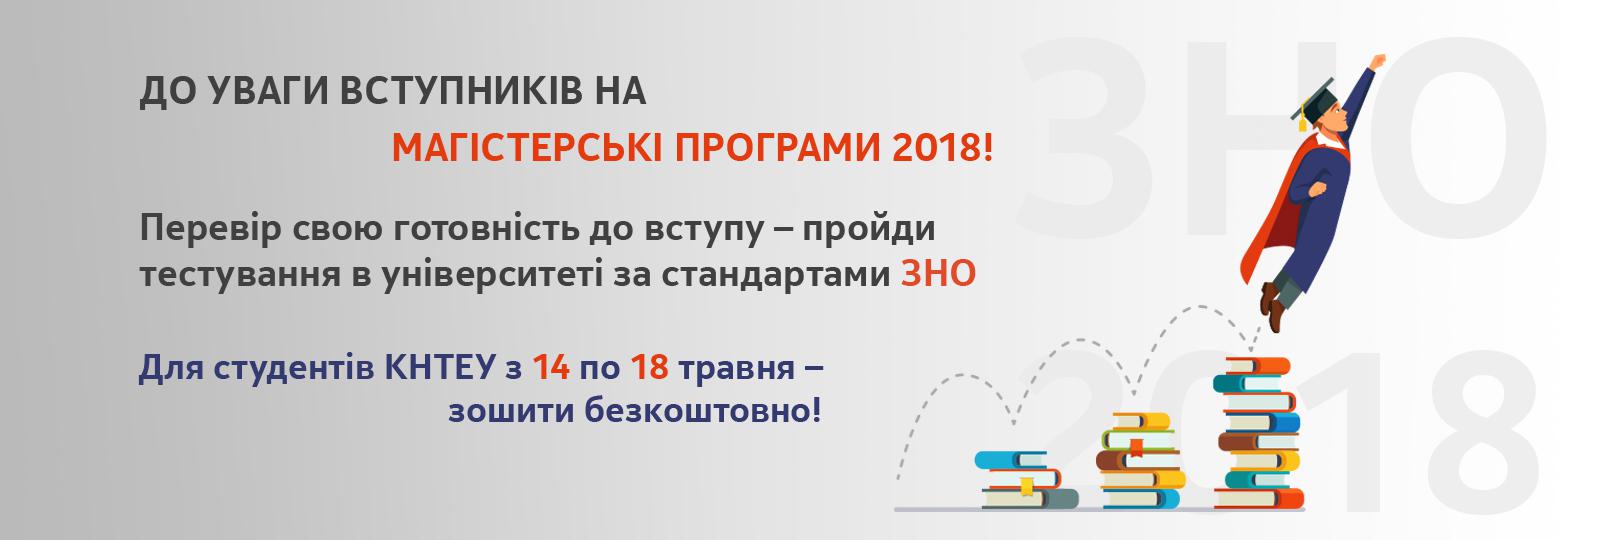 ДО УВАГИ ВСТУПНИКІВ НА
МАГІСТЕРСЬКІ ПРОГРАМИ 2018!
Перевір свою готовність до вступу – пройди
тестування в університеті за стандартами ЗНО
Для студентів КНТЕУ з 14 по 18 травня –
зошити безкоштовно!
ЗНО
2018